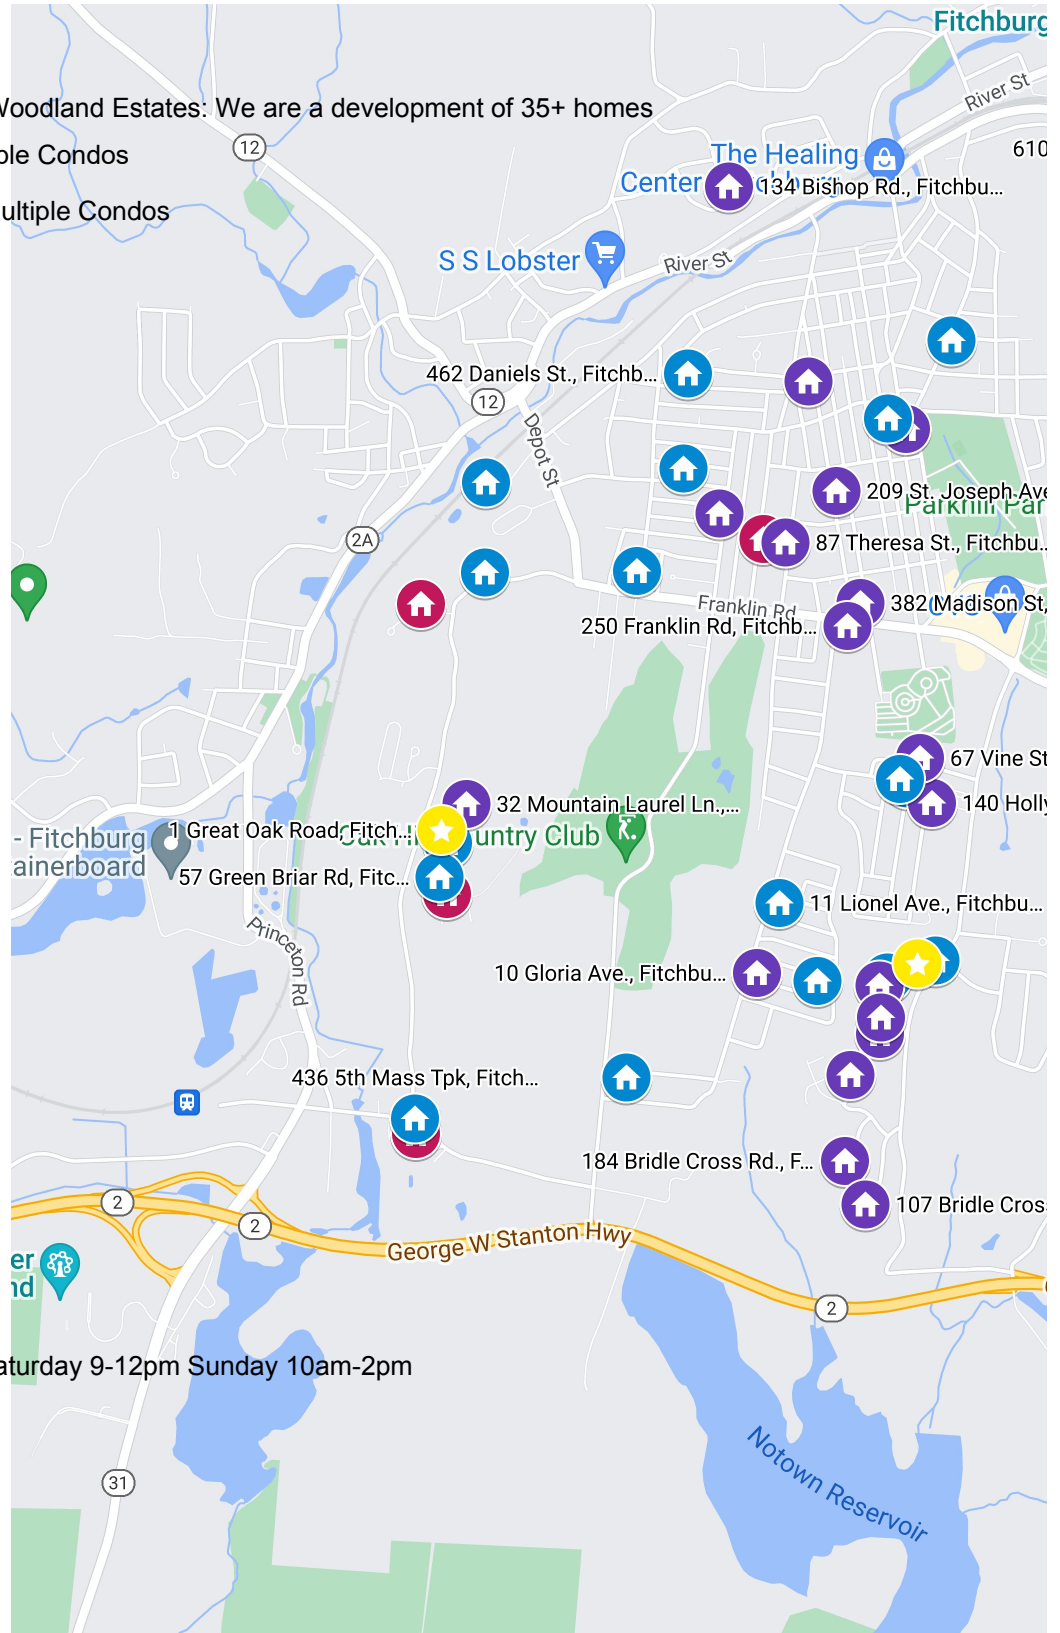 Fitchburg
River St
Woodland Estates: We are a development of 35+ homes
12
The Healing
610
ple Condos
Center
134 Bishop Rd., Fitchbu...
ultiple Condos
S S Lobster
River St
462 Daniels St., Fitchb...
12
Depot St
209 St. Joseph Ave
Parkhill Par
2A
87 Theresa St., Fitchbu...
Franklin Rd
382 Madison St,
250 Franklin Rd, Fitchb...
67 Vine St
32 Mountain Laurel Ln.,...
140 Holly
1 Great Oak Road, Fitch...
Country Club
- Fitchburg
ainerboard
57 Green Briar Rd, Fitc...
11 Lionel Ave., Fitchbu...
Princeton Rd
10 Gloria Ave., Fitchbu...
436 5th Mass Tpk, Fitch...
184 Bridle Cross Rd., F...
2
107 Bridle Cros
2
George W Stanton Hwy
er
nd
2
aturday 9-12pm Sunday 10am-2pm
Notown Reservoir
31